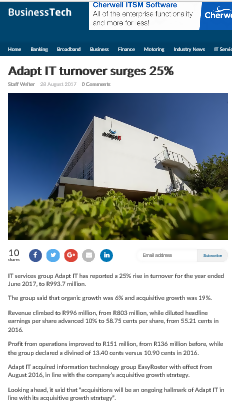 BusinessTech
Cherwell ITSM Software
All of the enterprise functionality
and more for less!
Cherwe
Home Banking Broadband Business Finance Motoring Industry News IT Servi
Adapt IT turnover surges 25%
Staff Writer 28 August 2017 0 Comments
10
shares
Email address
Subscribe
IT services group Adapt IT has reported a 25% rise in turnover for the year ended
June 2017, to R993.7 million.
The group said that organic growth was 6% and acquisitive growth was 19%.
Revenue climbed to R996 million, from R803 million, while diluted headline
earnings per share advanced 10% to 58.75 cents per share, from 55.21 cents in
2016.
Profit from operations improved to R151 million, from R136 million before, while
the group declared a divined of 13.40 cents versus 10.90 cents in
2016.
Adapt IT acquired information technology group EasyRoster with affect from
August 2016, in line with the company's acquisitive growth strategy.
Looking ahead, it said that "acquisitions will be an ongoing hallmark of Adapt IT in
line with its acquisitive growth strategy".